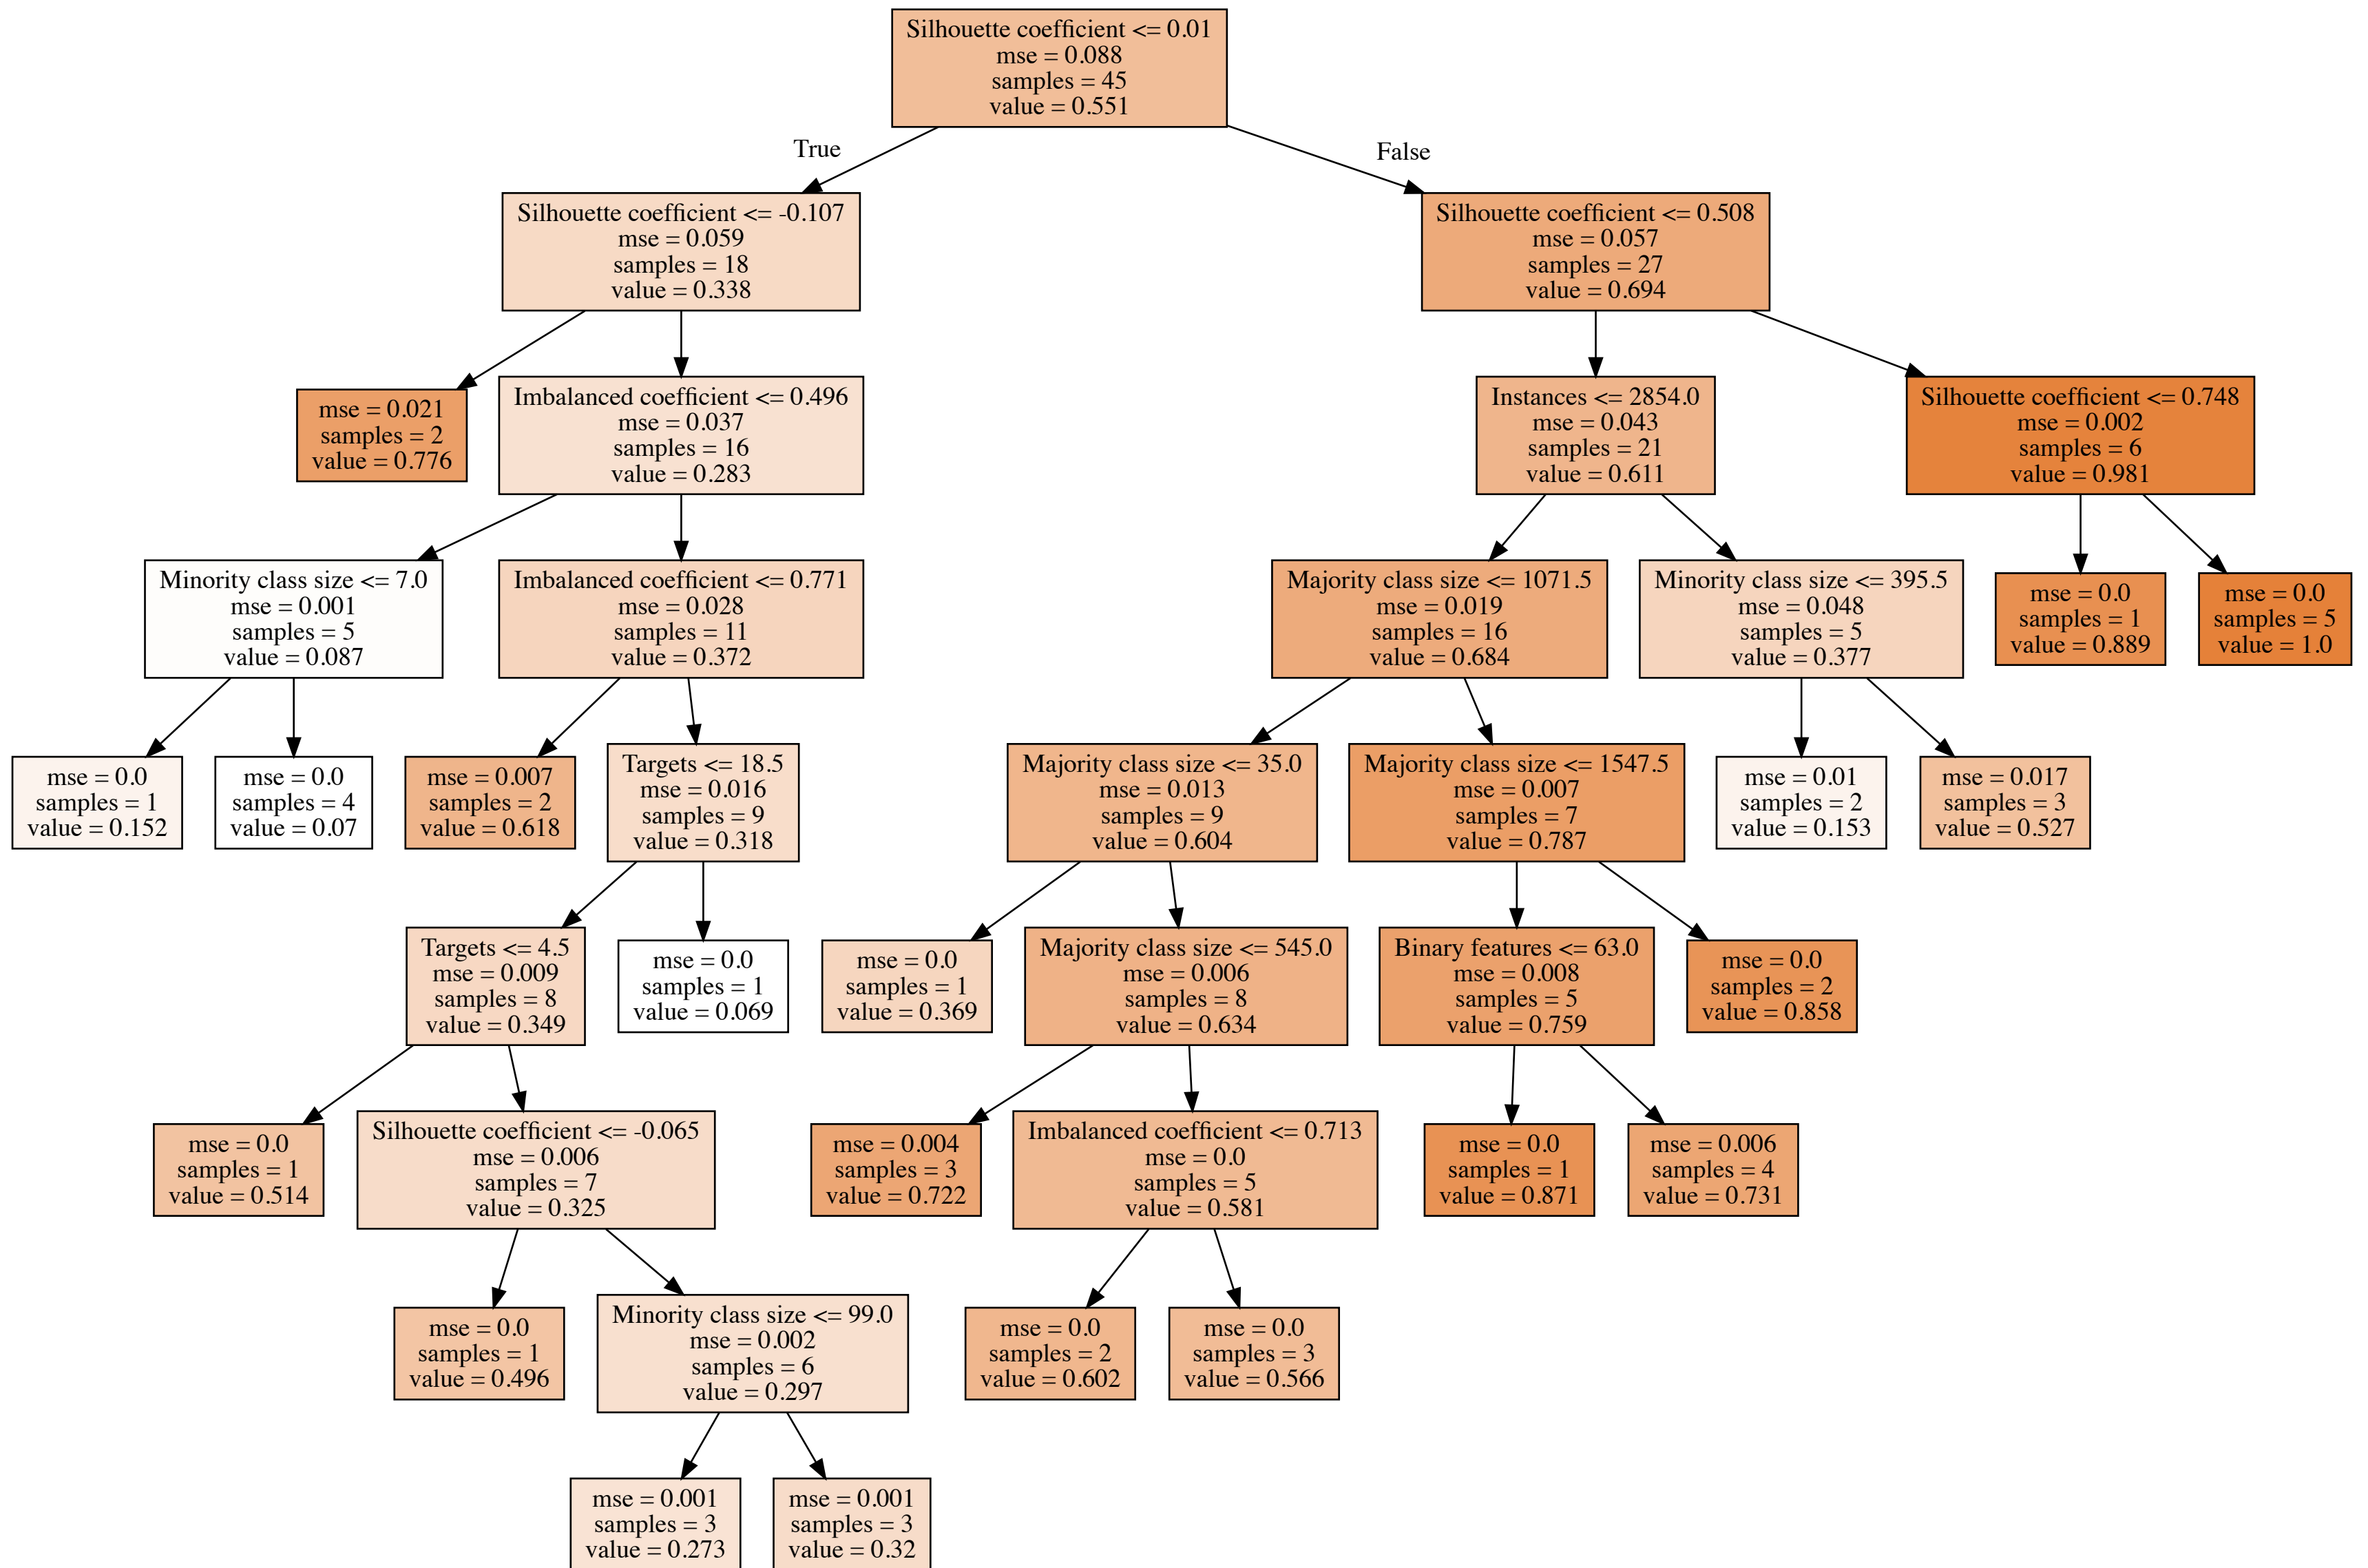 Silhouette coefficient <= 0.01
mse = 0.088
samples = 45
value = 0.551
True
False
Silhouette coefficient <= -0.107
mse = 0.059
samples = 18
value = 0.338
Silhouette coefficient <= 0.508
mse = 0.057
samples = 27
value = 0.694
mse = 0.021
samples = 2
value = 0.776
Imbalanced coefficient <= 0.496
mse = 0.037
samples = 16
value = 0.283
Instances <= 2854.0
mse = 0.043
samples = 21
value = 0.611
Silhouette coefficient <= 0.748
mse = 0.002
samples = 6
value = 0.981
Minority class size <= 7.0
mse = 0.001
samples = 5
value = 0.087
Imbalanced coefficient <= 0.771
mse = 0.028
samples = 11
value = 0.372
Majority class size <= 1071.5
mse = 0.019
samples = 16
value = 0.684
Minority class size <= 395.5
mse = 0.048
samples = 5
value = 0.377
mse = 0.0
samples = 1
value = 0.889
mse = 0.0
samples = 5
value = 1.0
mse = 0.0
samples = 1
value = 0.152
mse = 0.0
samples = 4
value = 0.07
mse = 0.007
samples = 2
value = 0.618
Targets <= 18.5
mse = 0.016
samples = 9
value = 0.318
Majority class size <= 35.0
mse = 0.013
samples = 9
value = 0.604
Majority class size <= 1547.5
mse = 0.007
samples = 7
value = 0.787
mse = 0.01
samples = 2
value = 0.153
mse = 0.017
samples = 3
value = 0.527
Targets <= 4.5
mse = 0.009
samples = 8
value = 0.349
mse = 0.0
samples = 1
value = 0.069
mse = 0.0
samples = 1
value = 0.369
Majority class size <= 545.0
mse = 0.006
samples = 8
value = 0.634
Binary features <= 63.0
mse = 0.008
samples = 5
value = 0.759
mse = 0.0
samples = 2
value = 0.858
mse = 0.0
samples = 1
value = 0.514
Silhouette coefficient <= -0.065
mse = 0.006
samples = 7
value = 0.325
mse = 0.004
samples = 3
value = 0.722
Imbalanced coefficient <= 0.713
mse = 0.0
samples = 5
value = 0.581
mse = 0.0
samples = 1
value = 0.871
mse = 0.006
samples = 4
value = 0.731
mse = 0.0
samples = 1
value = 0.496
Minority class size <= 99.0
mse = 0.002
samples = 6
value = 0.297
mse = 0.0
samples = 2
value = 0.602
mse = 0.0
samples = 3
value = 0.566
mse = 0.001
samples = 3
value = 0.273
mse = 0.001
samples = 3
value = 0.32